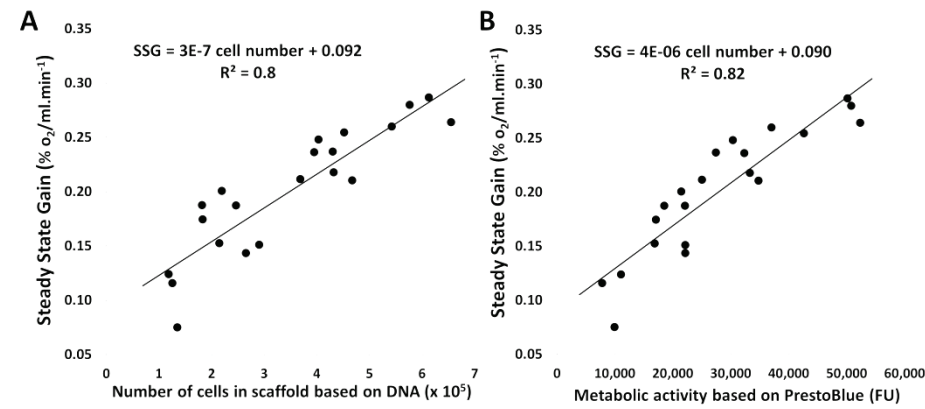 A
SSG = 3E-7 cell number + 0.092
R² = 0.8
Steady State Gain (% o₂/ml.min⁻¹)
0.35
0.30
0.25
0.20
0.15
0.10
0.05
0 1 2 3 4 5 6 7
Number of cells in scaffold based on DNA (x 10⁵)
B
SSG = 4E-06 cell number + 0.090
R² = 0.82
Steady State Gain (% o₂/ml.min⁻¹)
0.35
0.30
0.25
0.20
0.15
0.10
0.05
0 10,000 20,000 30,000 40,000 50,000 60,000
Metabolic activity based on PrestoBlue (FU)